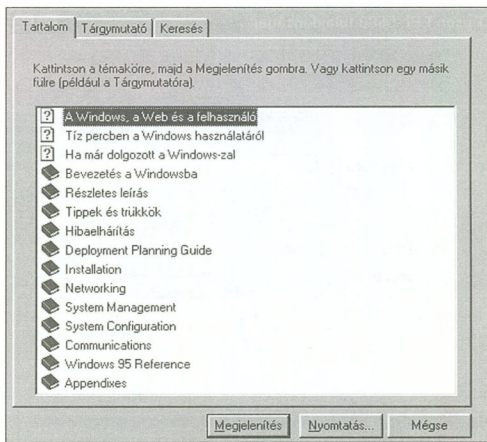 Tartalom Tárgymutató Keresés
Kattintson a témakörre, majd a Megjelenítés gombra. Vagy kattintson egy másik
fülre (például a Tárgymutatóra).
A Windows, a Web és a felhasználó
Tíz percben a Windows használatáról
Ha már dolgozott a Windows-zal
Bevezetés a Windowsba
Részletes leírás
Tippek és trükkök
Hibaelhárítás
Deployment Planning Guide
Installation
Networking
System Management
System Configuration
Communications
Windows 95 Reference
Appendixes
Megjelenítés Nyomtatás... Mégse